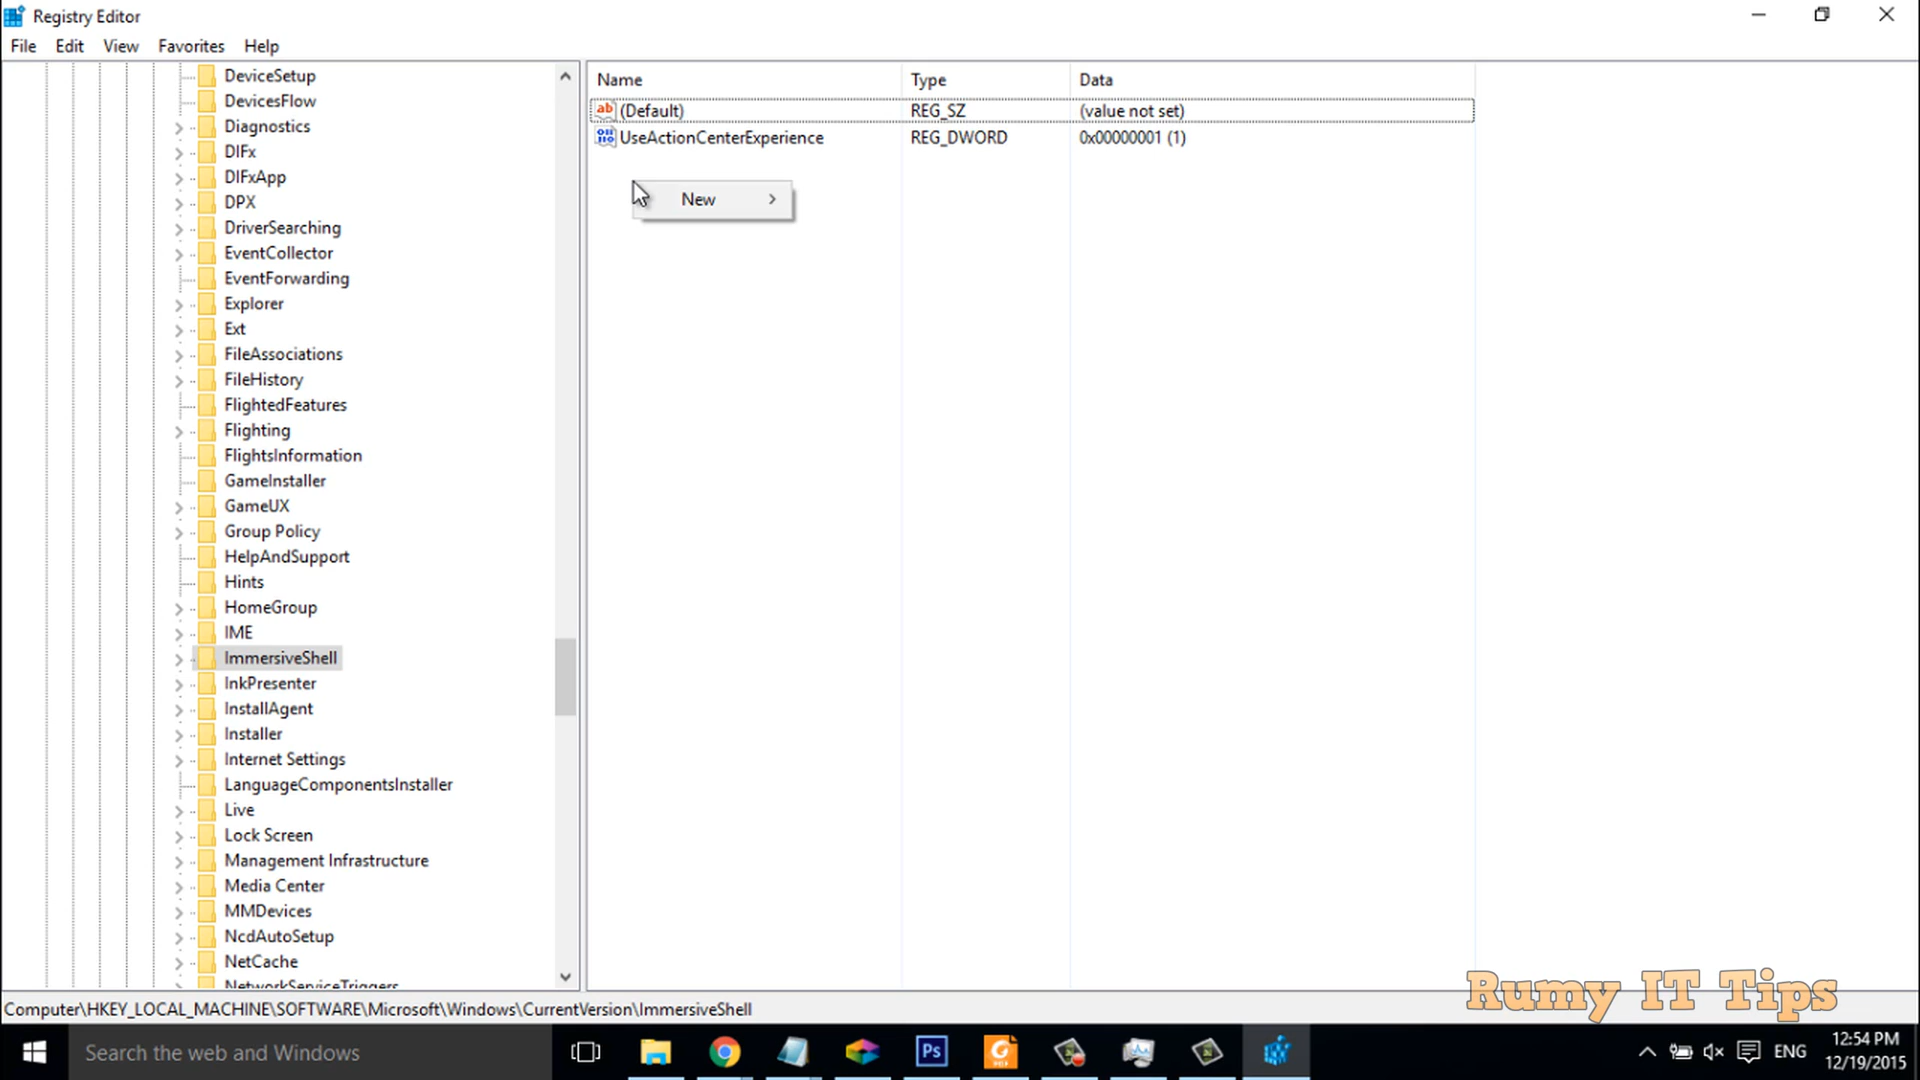 Registry Editor
File Edit View Favorites Help
DeviceSetup
DevicesFlow
Diagnostics
DIFx
DIFxApp
DPX
DriverSearching
EventCollector
EventForwarding
Explorer
Ext
FileAssociations
FileHistory
FlightedFeatures
Flighting
FlightsInformation
GameInstaller
GameUX
Group Policy
HelpAndSupport
Hints
HomeGroup
IME
ImmersiveShell
InkPresenter
InstallAgent
Installer
Internet Settings
LanguageComponentsInstaller
Live
Lock Screen
Management Infrastructure
Media Center
MMDevices
NcdAutoSetup
NetCache
NetworkServiceTriggers
Name Type Data
(Default) REG_SZ (value not set)
UseActionCenterExperience REG_DWORD 0x00000001 (1)
New
Rumy IT Tips
Computer\HKEY_LOCAL_MACHINE\SOFTWARE\Microsoft\Windows\CurrentVersion\ImmersiveShell
Search the web and Windows
Ps
ENG
12:54 PM
12/19/2015